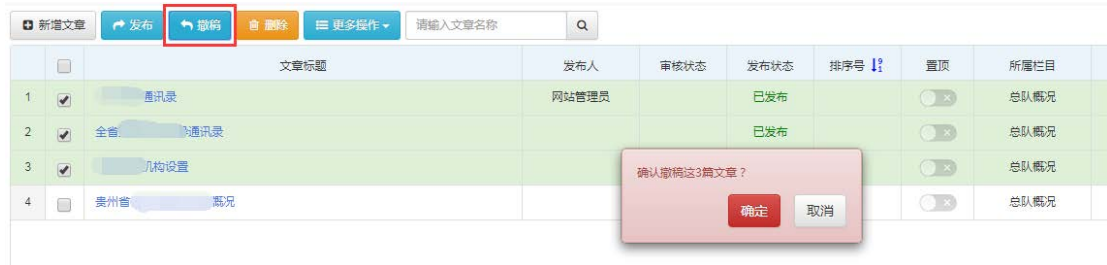 新增文章 发布 撤稿 删除 更多操作 请输入文章名称
文章标题 发布人 审核状态 发布状态 排序号 置顶 所属栏目
1 通讯录 网站管理员 已发布 总队概况
2 全省 通讯录 已发布 总队概况
3 机构设置 总队概况
确认撤稿这3篇文章？
4 贵州省 概况 总队概况
确定 取消